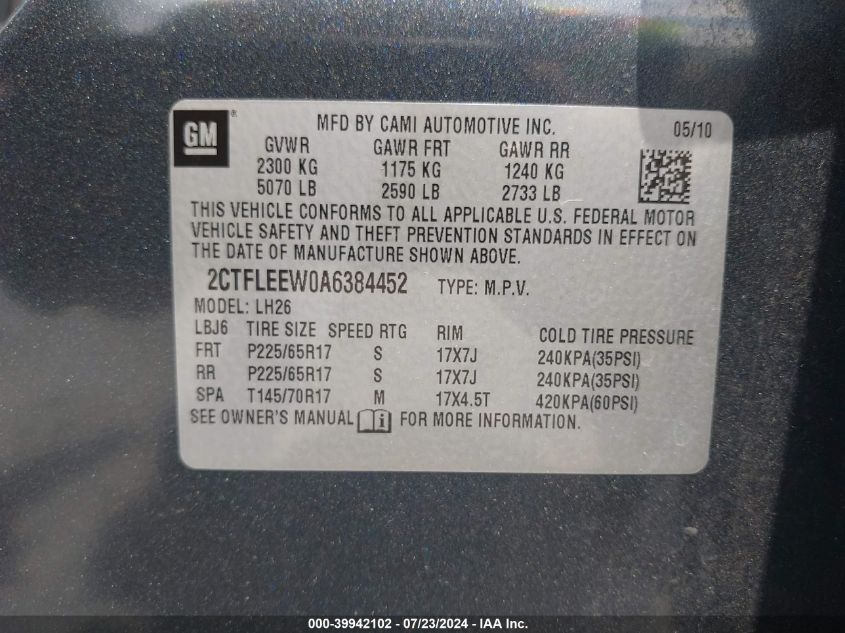 GM ® MFD BY CAMI AUTOMOTIVE INC. 05/10
GVWR GAWR FRT GAWR RR
2300 KG 1175 KG 1240 KG
5070 LB 2590 LB 2733 LB
THIS VEHICLE CONFORMS TO ALL APPLICABLE U.S. FEDERAL MOTOR
VEHICLE SAFETY AND THEFT PREVENTION STANDARDS IN EFFECT ON
THE DATE OF MANUFACTURE SHOWN ABOVE.
2CTFLEEW0A6384452 TYPE: M.P.V.
MODEL: LH26
LBJ6 TIRE SIZE SPEED RTG RIM COLD TIRE PRESSURE
FRT P225/65R17 S 17X7J 240KPA(35PSI)
RR P225/65R17 S 17X7J 240KPA(35PSI)
SPA T145/70R17 M 17X4.5T 420KPA(60PSI)
SEE OWNER'S MANUAL i FOR MORE INFORMATION.
000-39942102 - 07/23/2024 - IAA Inc.